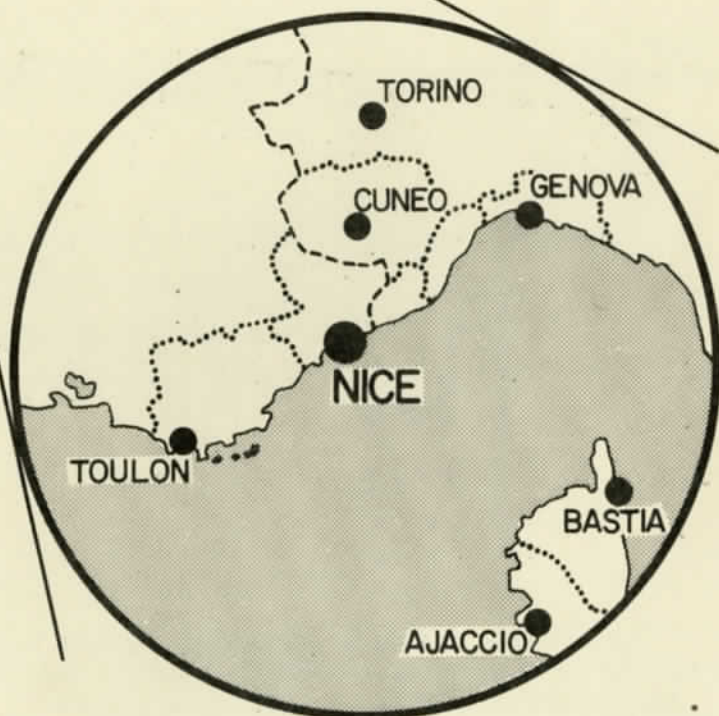 TORINO
CUNEO
GENOVA
NICE
TOULON
BASTIA
AJACCIO